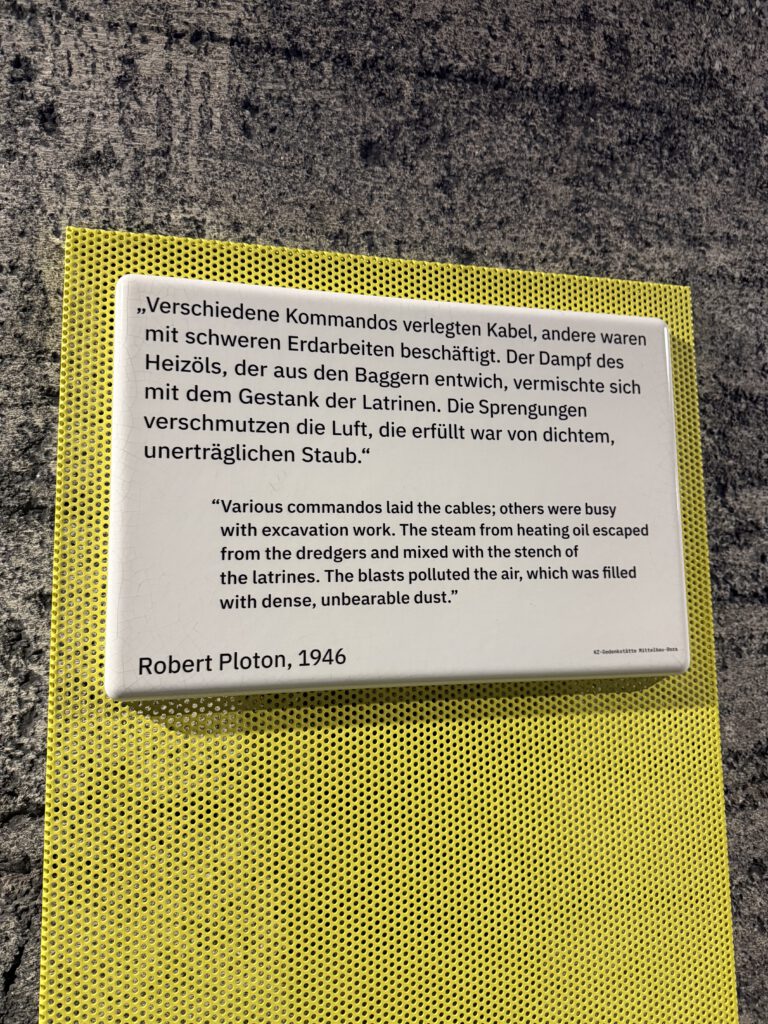 „Verschiedene Kommandos verlegten Kabel, andere waren
mit schweren Erdarbeiten beschäftigt. Der Dampf des
Heizöls, der aus den Baggern entwich, vermischte sich
mit dem Gestank der Latrinen. Die Sprengungen
verschmutzen die Luft, die erfüllt war von dichtem,
unerträglichen Staub.“
“Various commandos laid the cables; others were busy
with excavation work. The steam from heating oil escaped
from the dredgers and mixed with the stench of
the latrines. The blasts polluted the air, which was filled
with dense, unbearable dust.”
Robert Ploton, 1946
KZ-Gedenkstätte Mittelbau-Dora